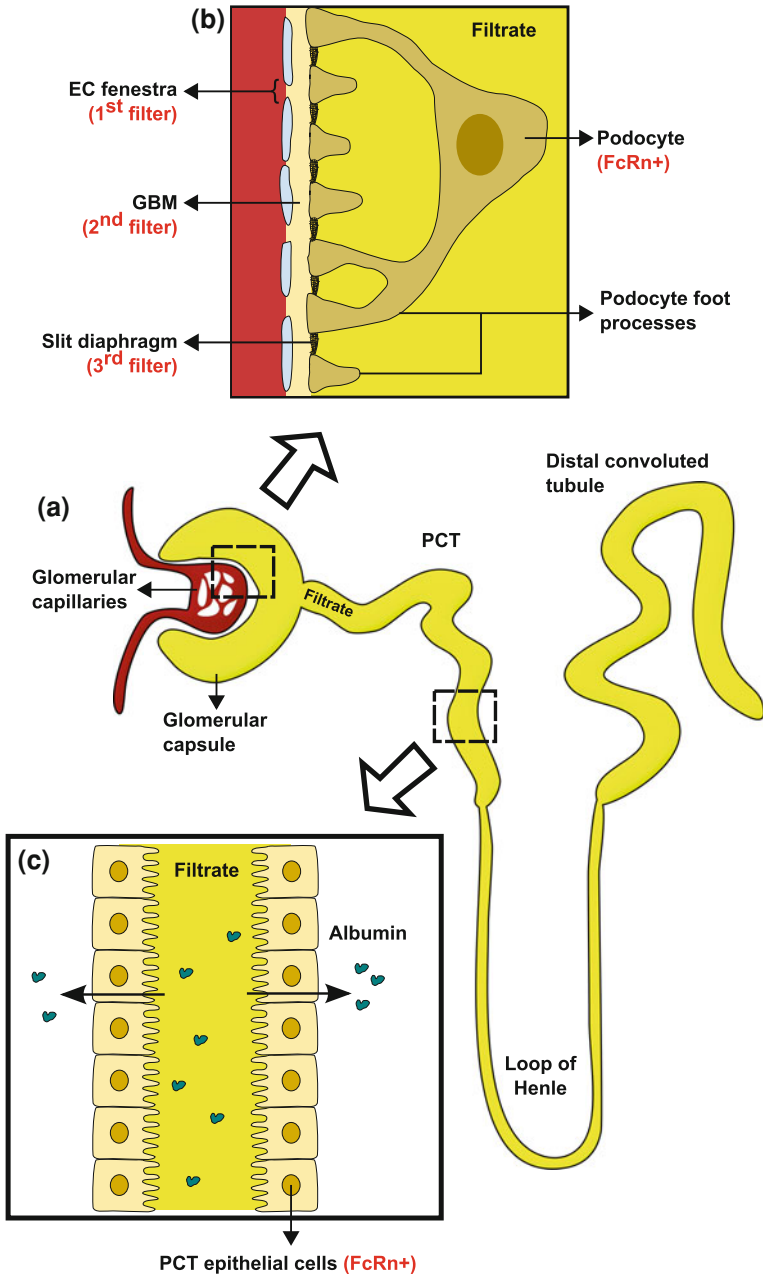 (b)
Filtrate
EC fenestra
(1st filter)
GBM
(2nd filter)
Slit diaphragm
(3rd filter)
Podocyte
(FcRn+)
Podocyte foot
processes
(a)
Glomerular
capillaries
Glomerular
capsule
Filtrate
PCT
Distal convoluted
tubule
Loop of
Henle
(c)
Filtrate
Albumin
PCT epithelial cells (FcRn+)